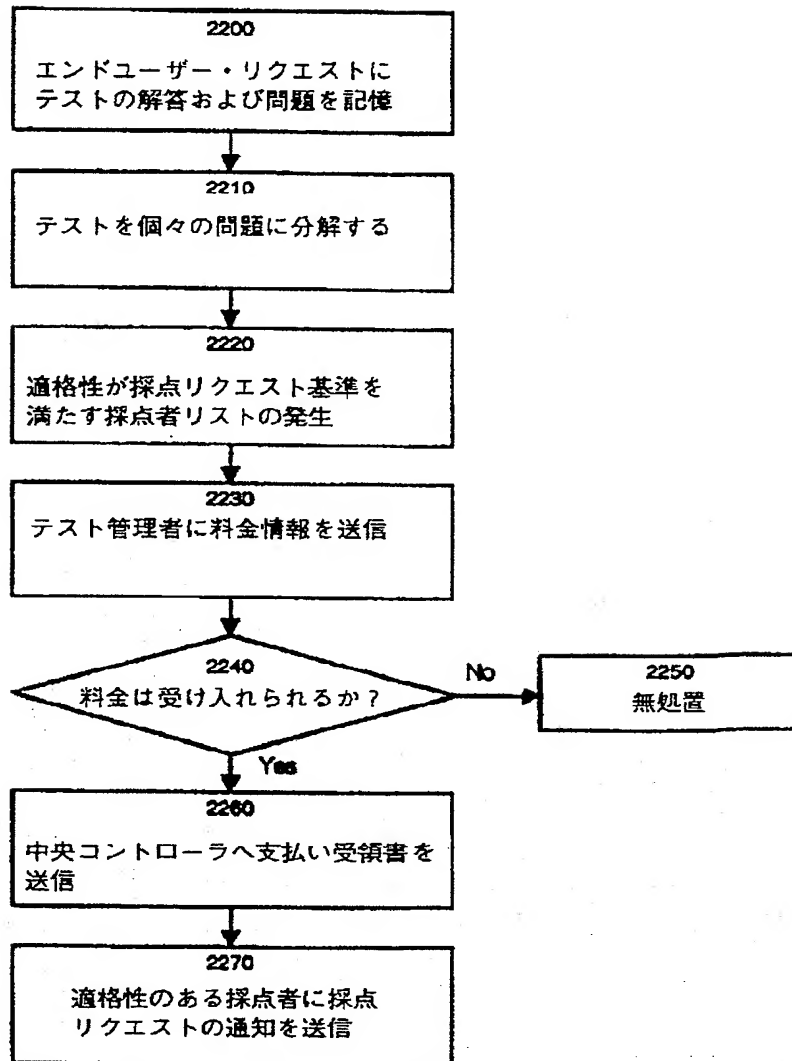 2200
エンドユーザー・リクエストに
テストの解答および問題を記憶
2210
テストを個々の問題に分解する
2220
適格性が採点リクエスト基準を
満たす採点者リストの発生
2230
テスト管理者に料金情報を送信
2240
料金は受け入れられるか?
No
2250
無処置
Yes
2260
中央コントローラへ支払い受領書を
送信
2270
適格性のある採点者に採点
リクエストの通知を送信